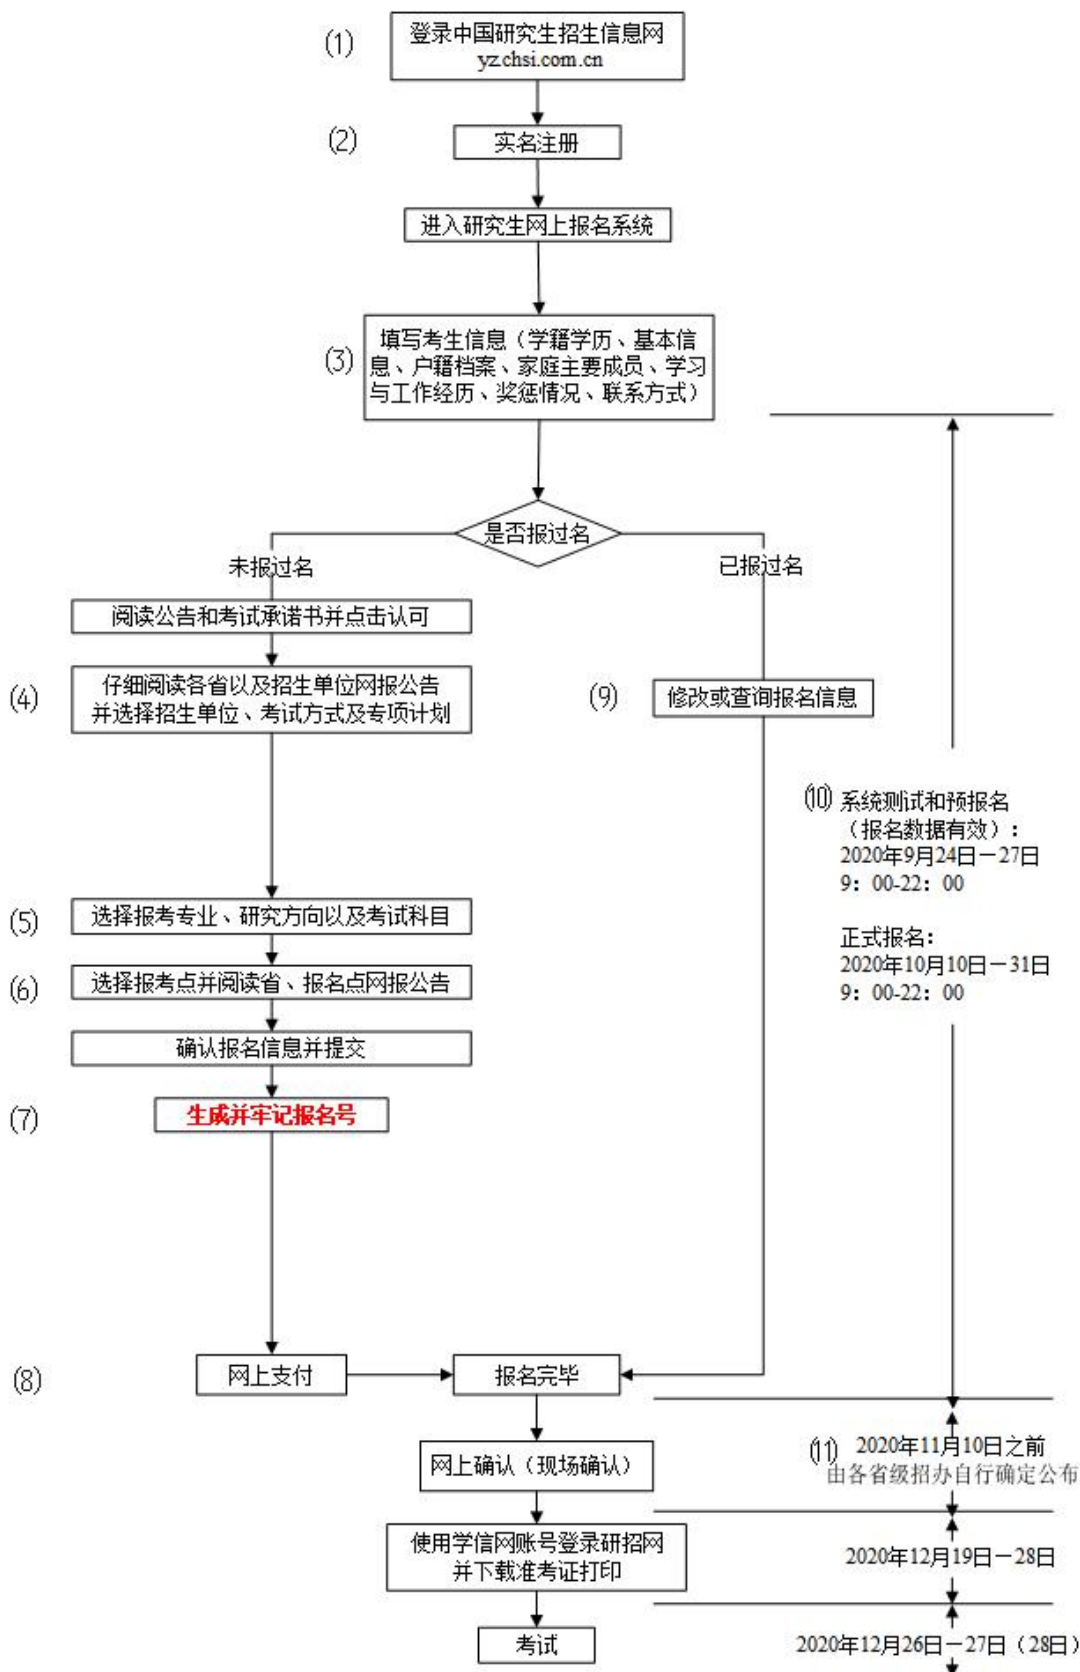 (1)
登录中国研究生招生信息网
yz.chsi.com.cn
(2)
实名注册
进入研究生网上报名系统
(3)
填写考生信息（学籍学历、基本信
息、户籍档案、家庭主要成员、学习
与工作经历、奖惩情况、联系方式）
是否报过名
未报过名
已报过名
阅读公告和考试承诺书并点击认可
(4)
仔细阅读各省以及招生单位网报公告
并选择招生单位、考试方式及专项计划
(9)
修改或查询报名信息
(10) 系统测试和预报名
（报名数据有效）：
2020年9月24日－27日
9：00-22：00
正式报名：
2020年10月10日－31日
9：00-22：00
(5)
选择报考专业、研究方向以及考试科目
(6)
选择报考点并阅读省、报名点网报公告
确认报名信息并提交
(7)
生成并牢记报名号
(8)
网上支付
报名完毕
网上确认（现场确认）
(11) 2020年11月10日之前
由各省级招办自行确定公布
使用学信网账号登录研招网
并下载准考证打印
2020年12月19日－28日
考试
2020年12月26日－27日（28日）